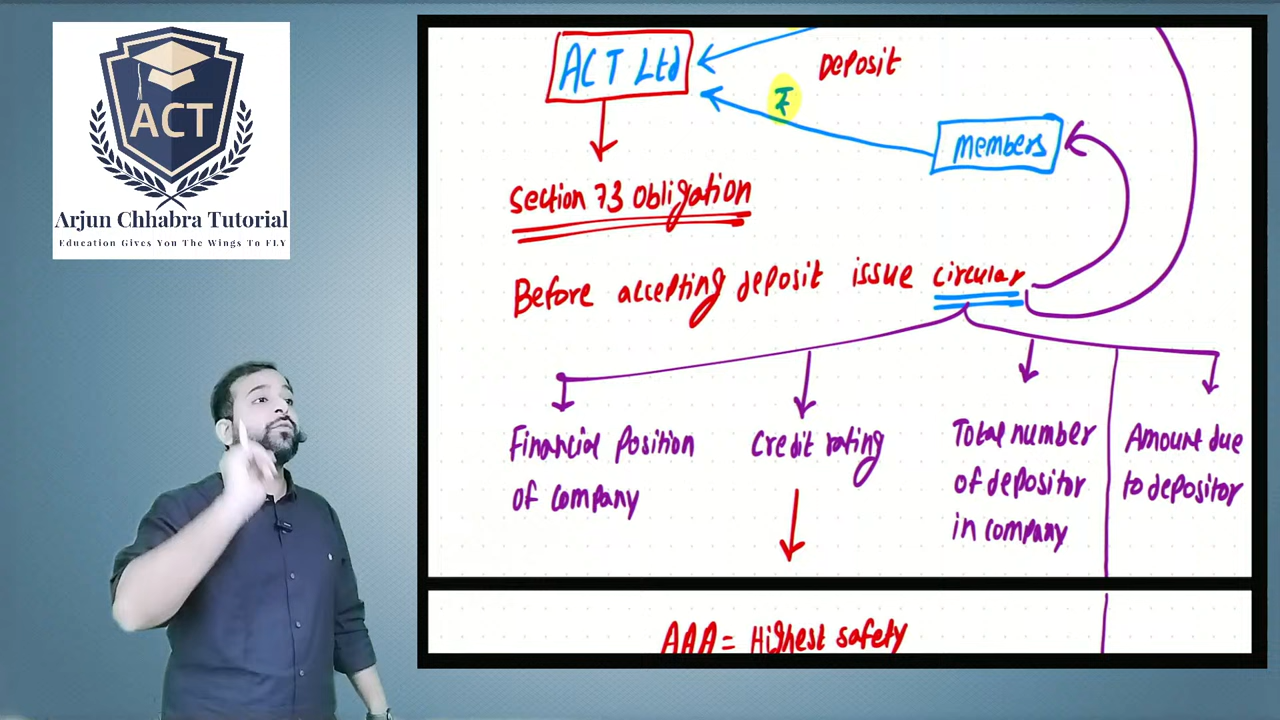 ACT
Arjun Chhabra Tutorial
Education Gives You The Wings To FLY
ACT Ltd
Deposit
₹
members
Section 73 Obligation
Before accepting deposit issue circular
Financial Position
of company
Credit rating
Total number
of depositor
in company
Amount due
to depositor
AAA = Highest safety